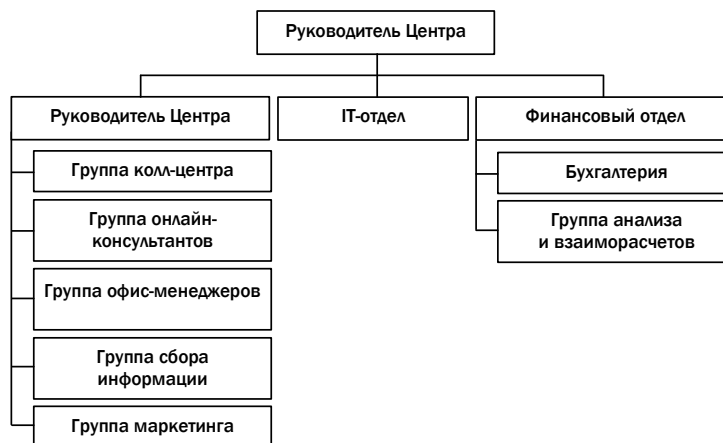 Руководитель Центра
Руководитель Центра
IT-отдел
Финансовый отдел
Группа колл-центра
Группа онлайн-
консультантов
Группа офис-менеджеров
Группа сбора
информации
Группа маркетинга
Бухгалтерия
Группа анализа
и взаиморасчетов